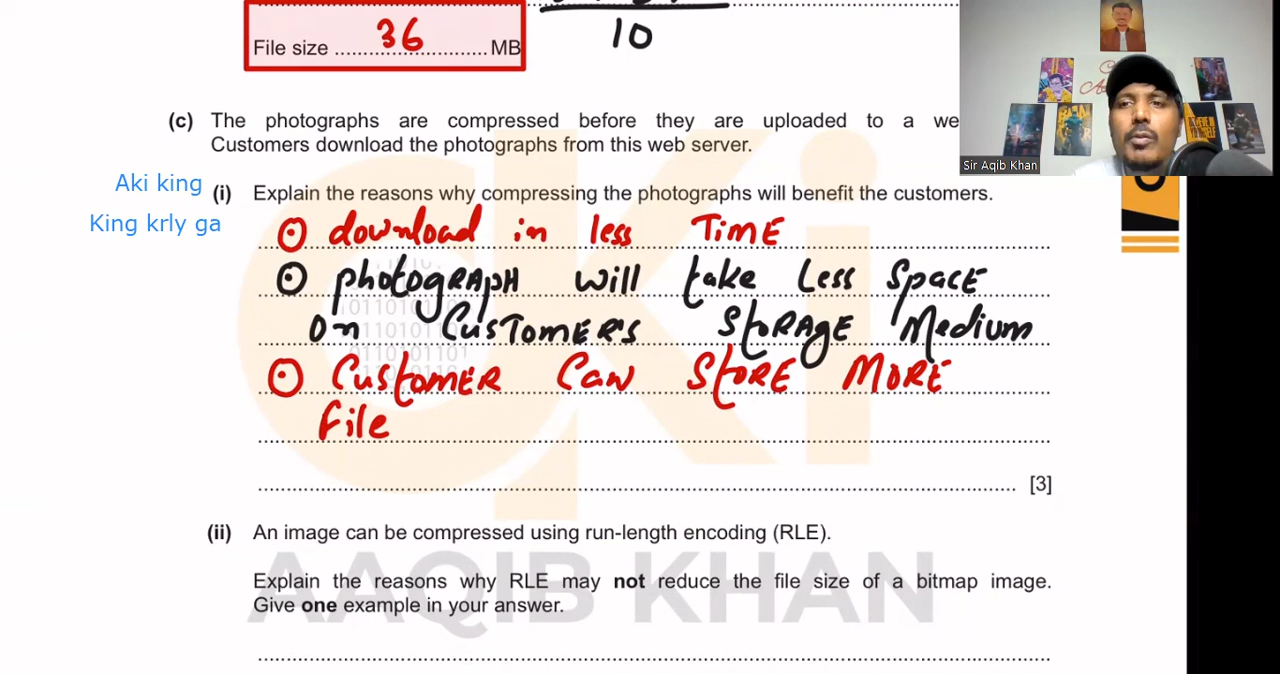 36
File size ........................... MB
10
Sir Aqib Khan
(c) The photographs are compressed before they are uploaded to a we
Customers download the photographs from this web server.
Aki king
King krly ga
(i) Explain the reasons why compressing the photographs will benefit the customers.
download in less TIME
photogRAPH will take Less Space
On CUSTOMER'S StoRAGE Medium
CustomER Can StoRE MORE
File
[3]
(ii) An image can be compressed using run-length encoding (RLE).
Explain the reasons why RLE may not reduce the file size of a bitmap image.
Give one example in your answer.
AAQIB KHAN